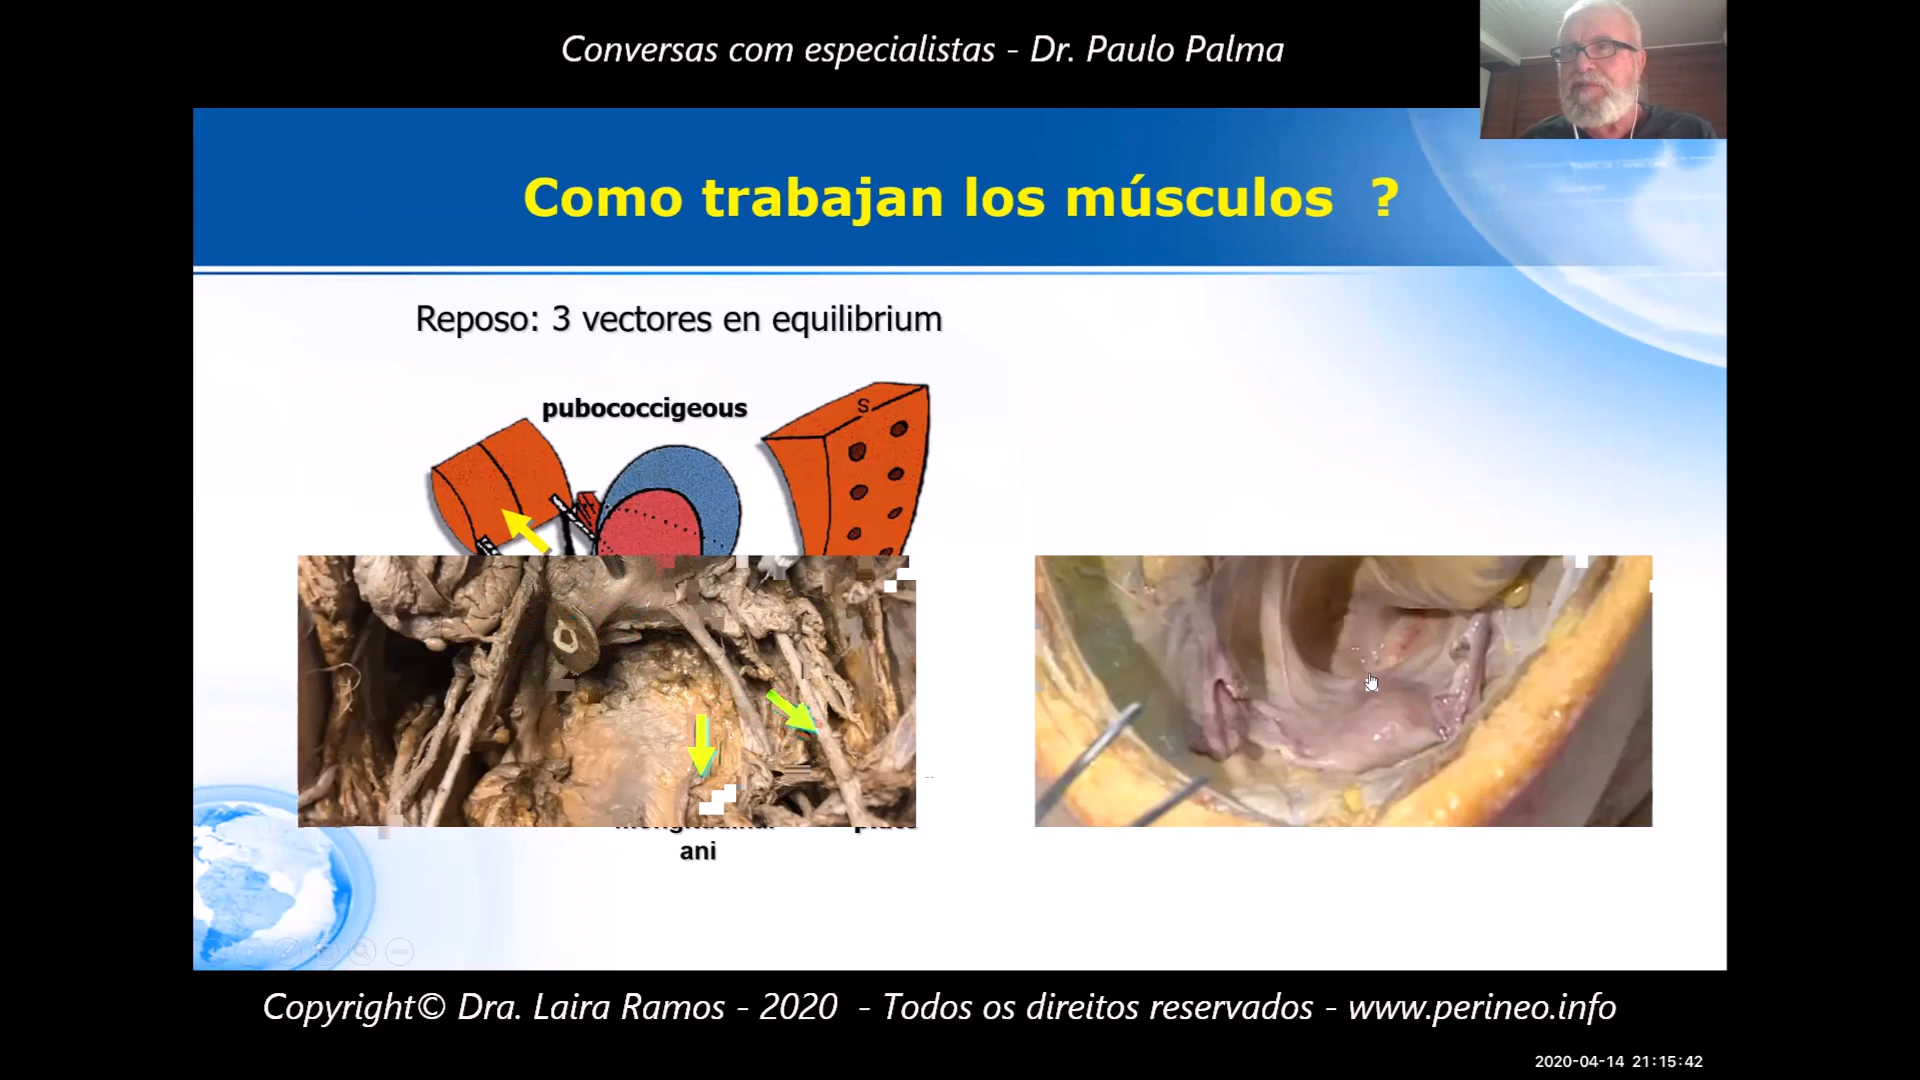 Conversas com especialistas - Dr. Paulo Palma
Como trabajan los músculos ?
Reposo: 3 vectores en equilibrium
pubococcigeous
S
ani
Copyright© Dra. Laira Ramos - 2020 - Todos os direitos reservados - www.perineo.info
2020-04-14 21:15:42